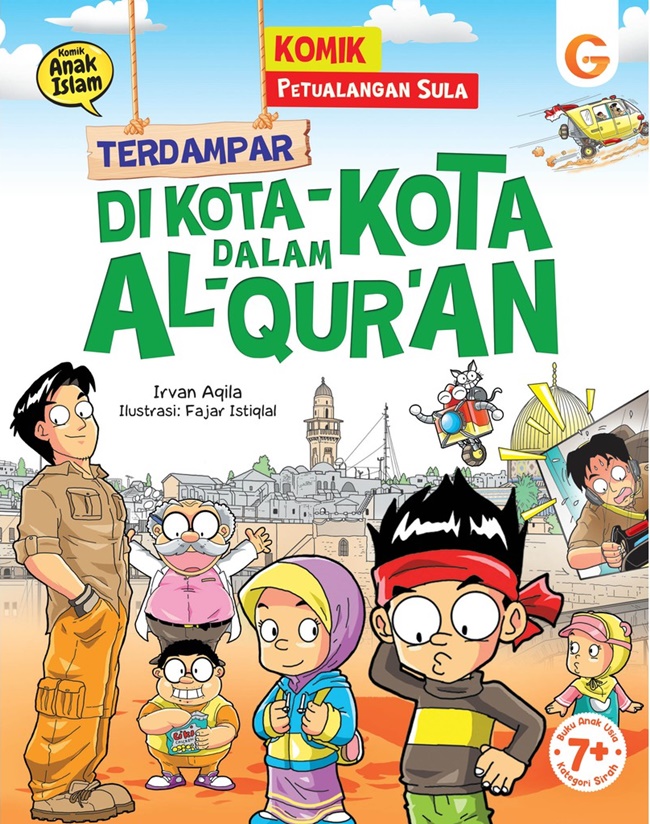 Komik
Anak
Islam
KOMIK
PETUALANGAN SULA
G
TERDAMPAR
DI KOTA-KOTA
DALAM
AL-QUR'AN
Irvan Aqila
Ilustrasi: Fajar Istiqlal
Buku Anak Usia
7+
Kategori Sirah